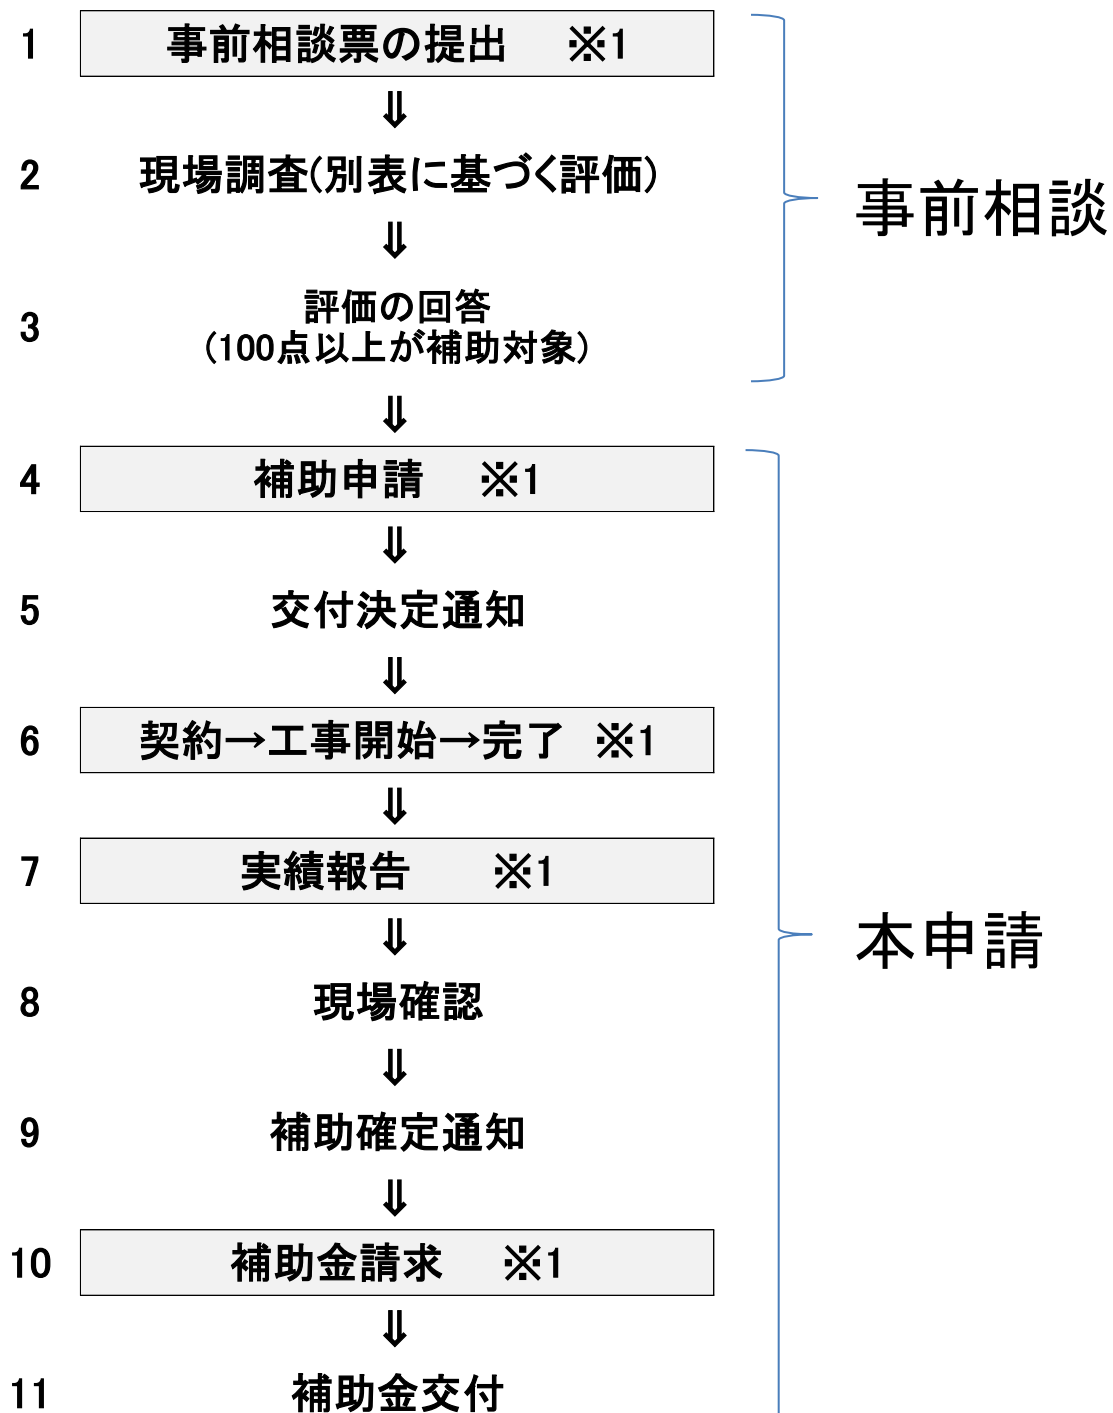 1 事前相談票の提出 ※1
⇓
2 現場調査(別表に基づく評価)
⇓
3 評価の回答
(100点以上が補助対象)
事前相談
⇓
4 補助申請 ※1
⇓
5 交付決定通知
⇓
6 契約→工事開始→完了 ※1
⇓
7 実績報告 ※1
⇓
8 現場確認
⇓
9 補助確定通知
⇓
10 補助金請求 ※1
⇓
11 補助金交付
本申請